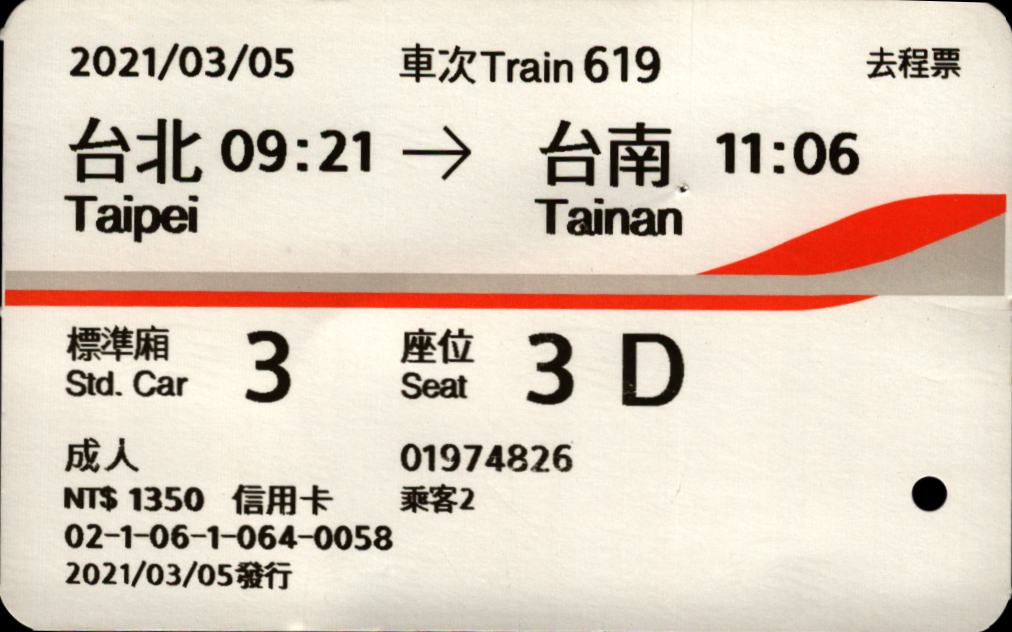 2021/03/05 車次Train 619 去程票
台北 09:21 → 台南 11:06
Taipei Tainan
標準廂 座位
Std. Car 3 Seat 3 D
成人 01974826
NT$ 1350 信用卡 乘客2
02-1-06-1-064-0058
2021/03/05發行